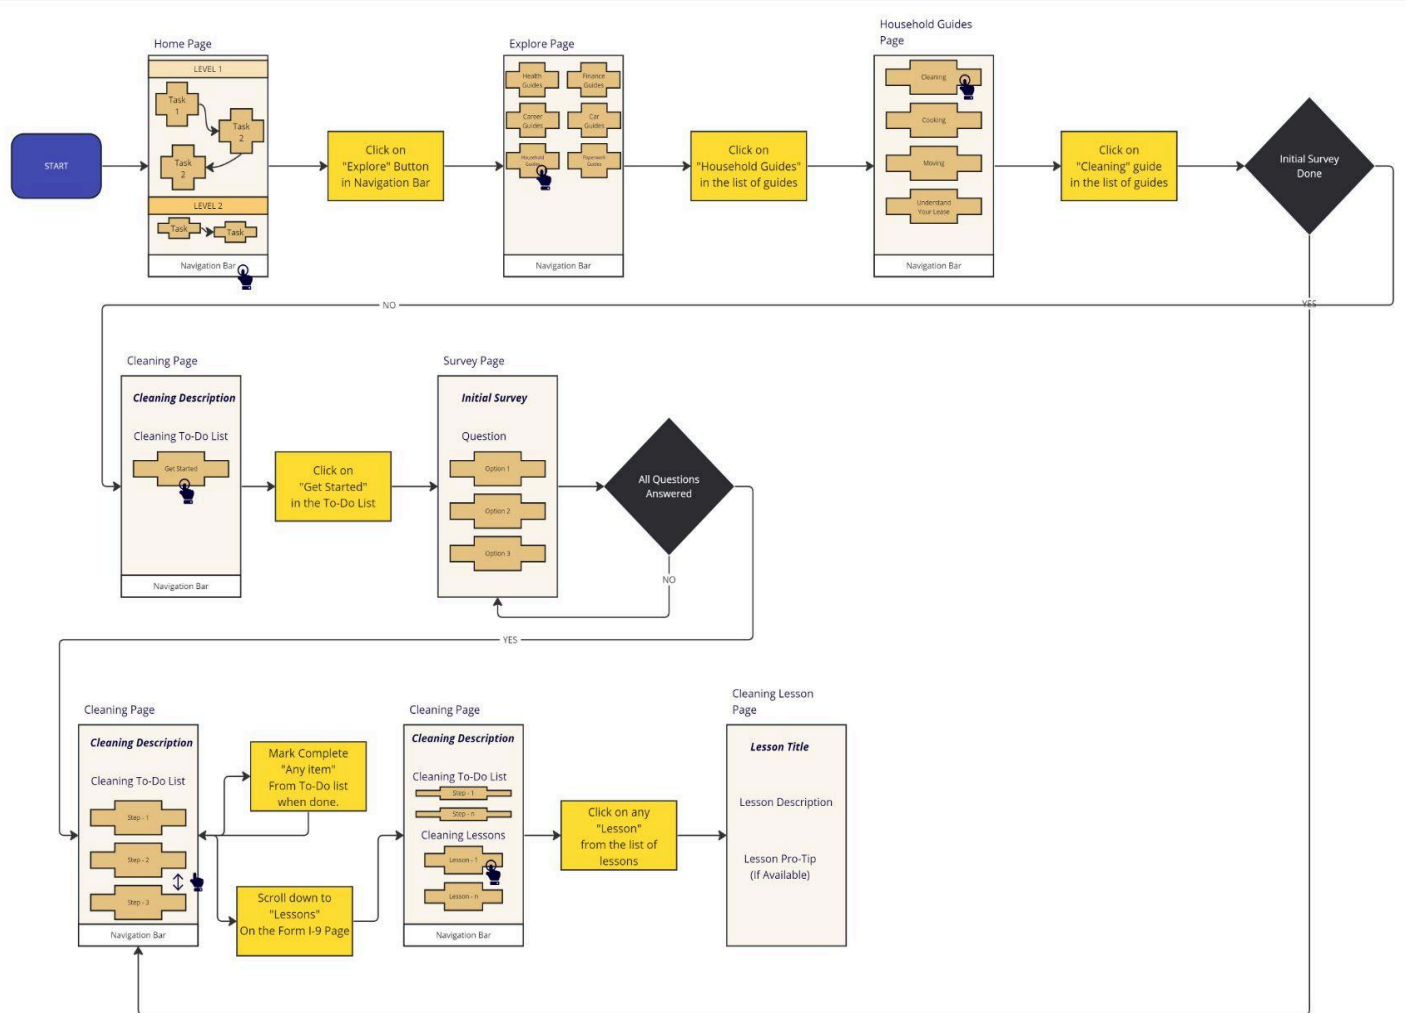 Home Page
LEVEL 1
Task
1
Task
2
Task
2
LEVEL 2
Task
Task
Navigation Bar
START
Click on
"Explore" Button
in Navigation Bar
Explore Page
Health
Guides
Finance
Guides
Career
Guides
Car
Guides
Household
Guides
Paperwork
Guides
Navigation Bar
Click on
"Household Guides"
in the list of guides
Household Guides
Page
Cleaning
Cooking
Moving
Understand
Your Lease
Navigation Bar
Click on
"Cleaning" guide
in the list of guides
Initial Survey
Done
NO
YES
Cleaning Page
Cleaning Description
Cleaning To-Do List
Get Started
Navigation Bar
Click on
"Get Started"
in the To-Do List
Survey Page
Initial Survey
Question
Option 1
Option 2
Option 3
All Questions
Answered
NO
YES
Cleaning Page
Cleaning Description
Cleaning To-Do List
Step - 1
Step - 2
Step - 3
Navigation Bar
Mark Complete
"Any item"
From To-Do list
when done.
Scroll down to
"Lessons"
On the Form I-9 Page
Cleaning Page
Cleaning Description
Cleaning To-Do List
Step - 1
Step - n
Cleaning Lessons
Lesson - 1
Lesson - n
Navigation Bar
Click on any
"Lesson"
from the list of
lessons
Cleaning Lesson
Page
Lesson Title
Lesson Description
Lesson Pro-Tip
(If Available)